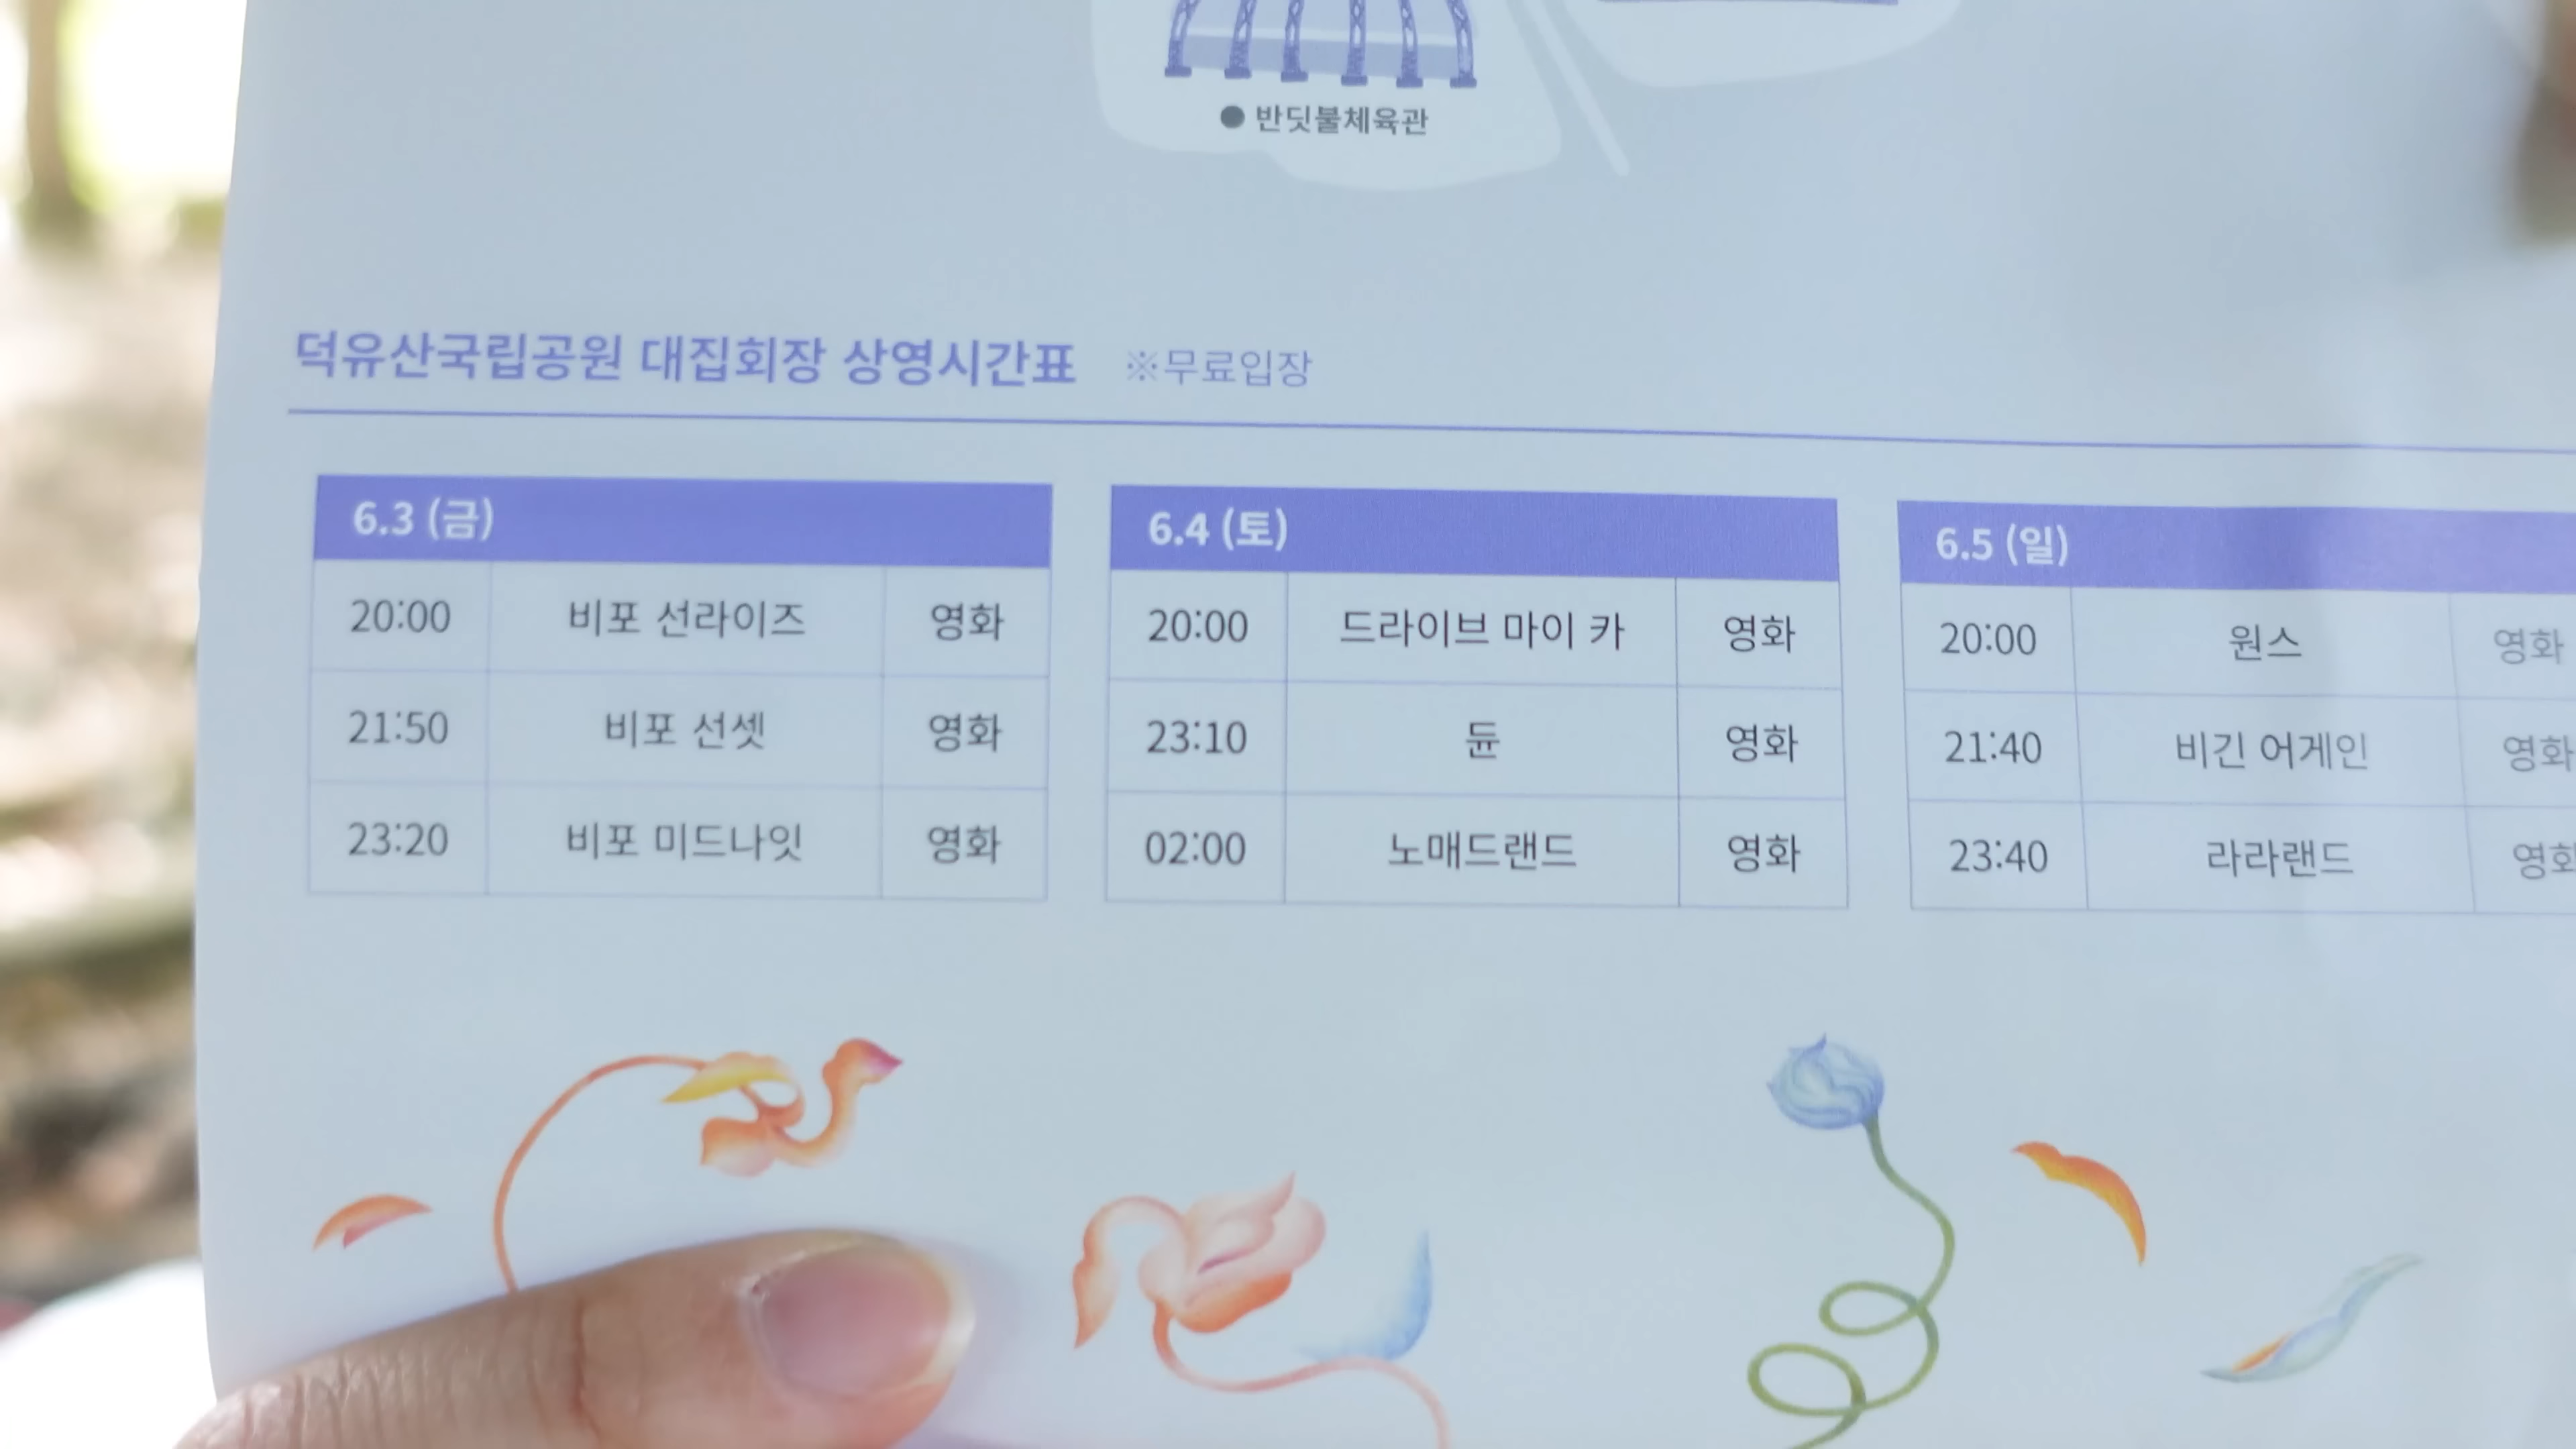 ● 반딧불체육관
덕유산국립공원 대집회장 상영시간표 ※무료입장
6.3 (금)
20:00 비포 선라이즈 영화
21:50 비포 선셋 영화
23:20 비포 미드나잇 영화
6.4 (토)
20:00 드라이브 마이 카 영화
23:10 듄 영화
02:00 노매드랜드 영화
6.5 (일)
20:00 원스 영화
21:40 비긴 어게인 영화
23:40 라라랜드 영화